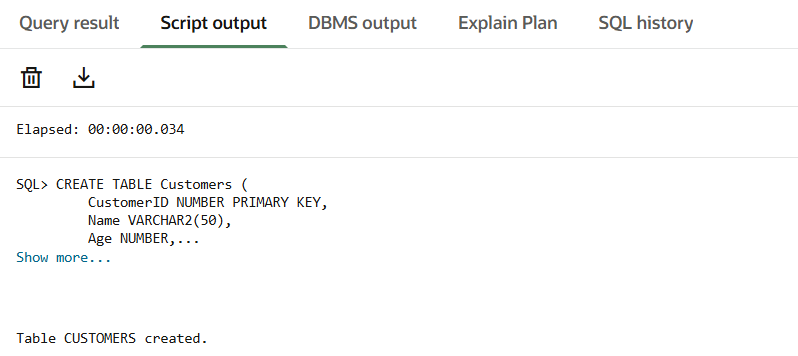 Query result Script output DBMS output Explain Plan SQL history
Elapsed: 00:00:00.034
SQL> CREATE TABLE Customers (
         CustomerID NUMBER PRIMARY KEY,
         Name VARCHAR2(50),
         Age NUMBER,...
Show more...
Table CUSTOMERS created.